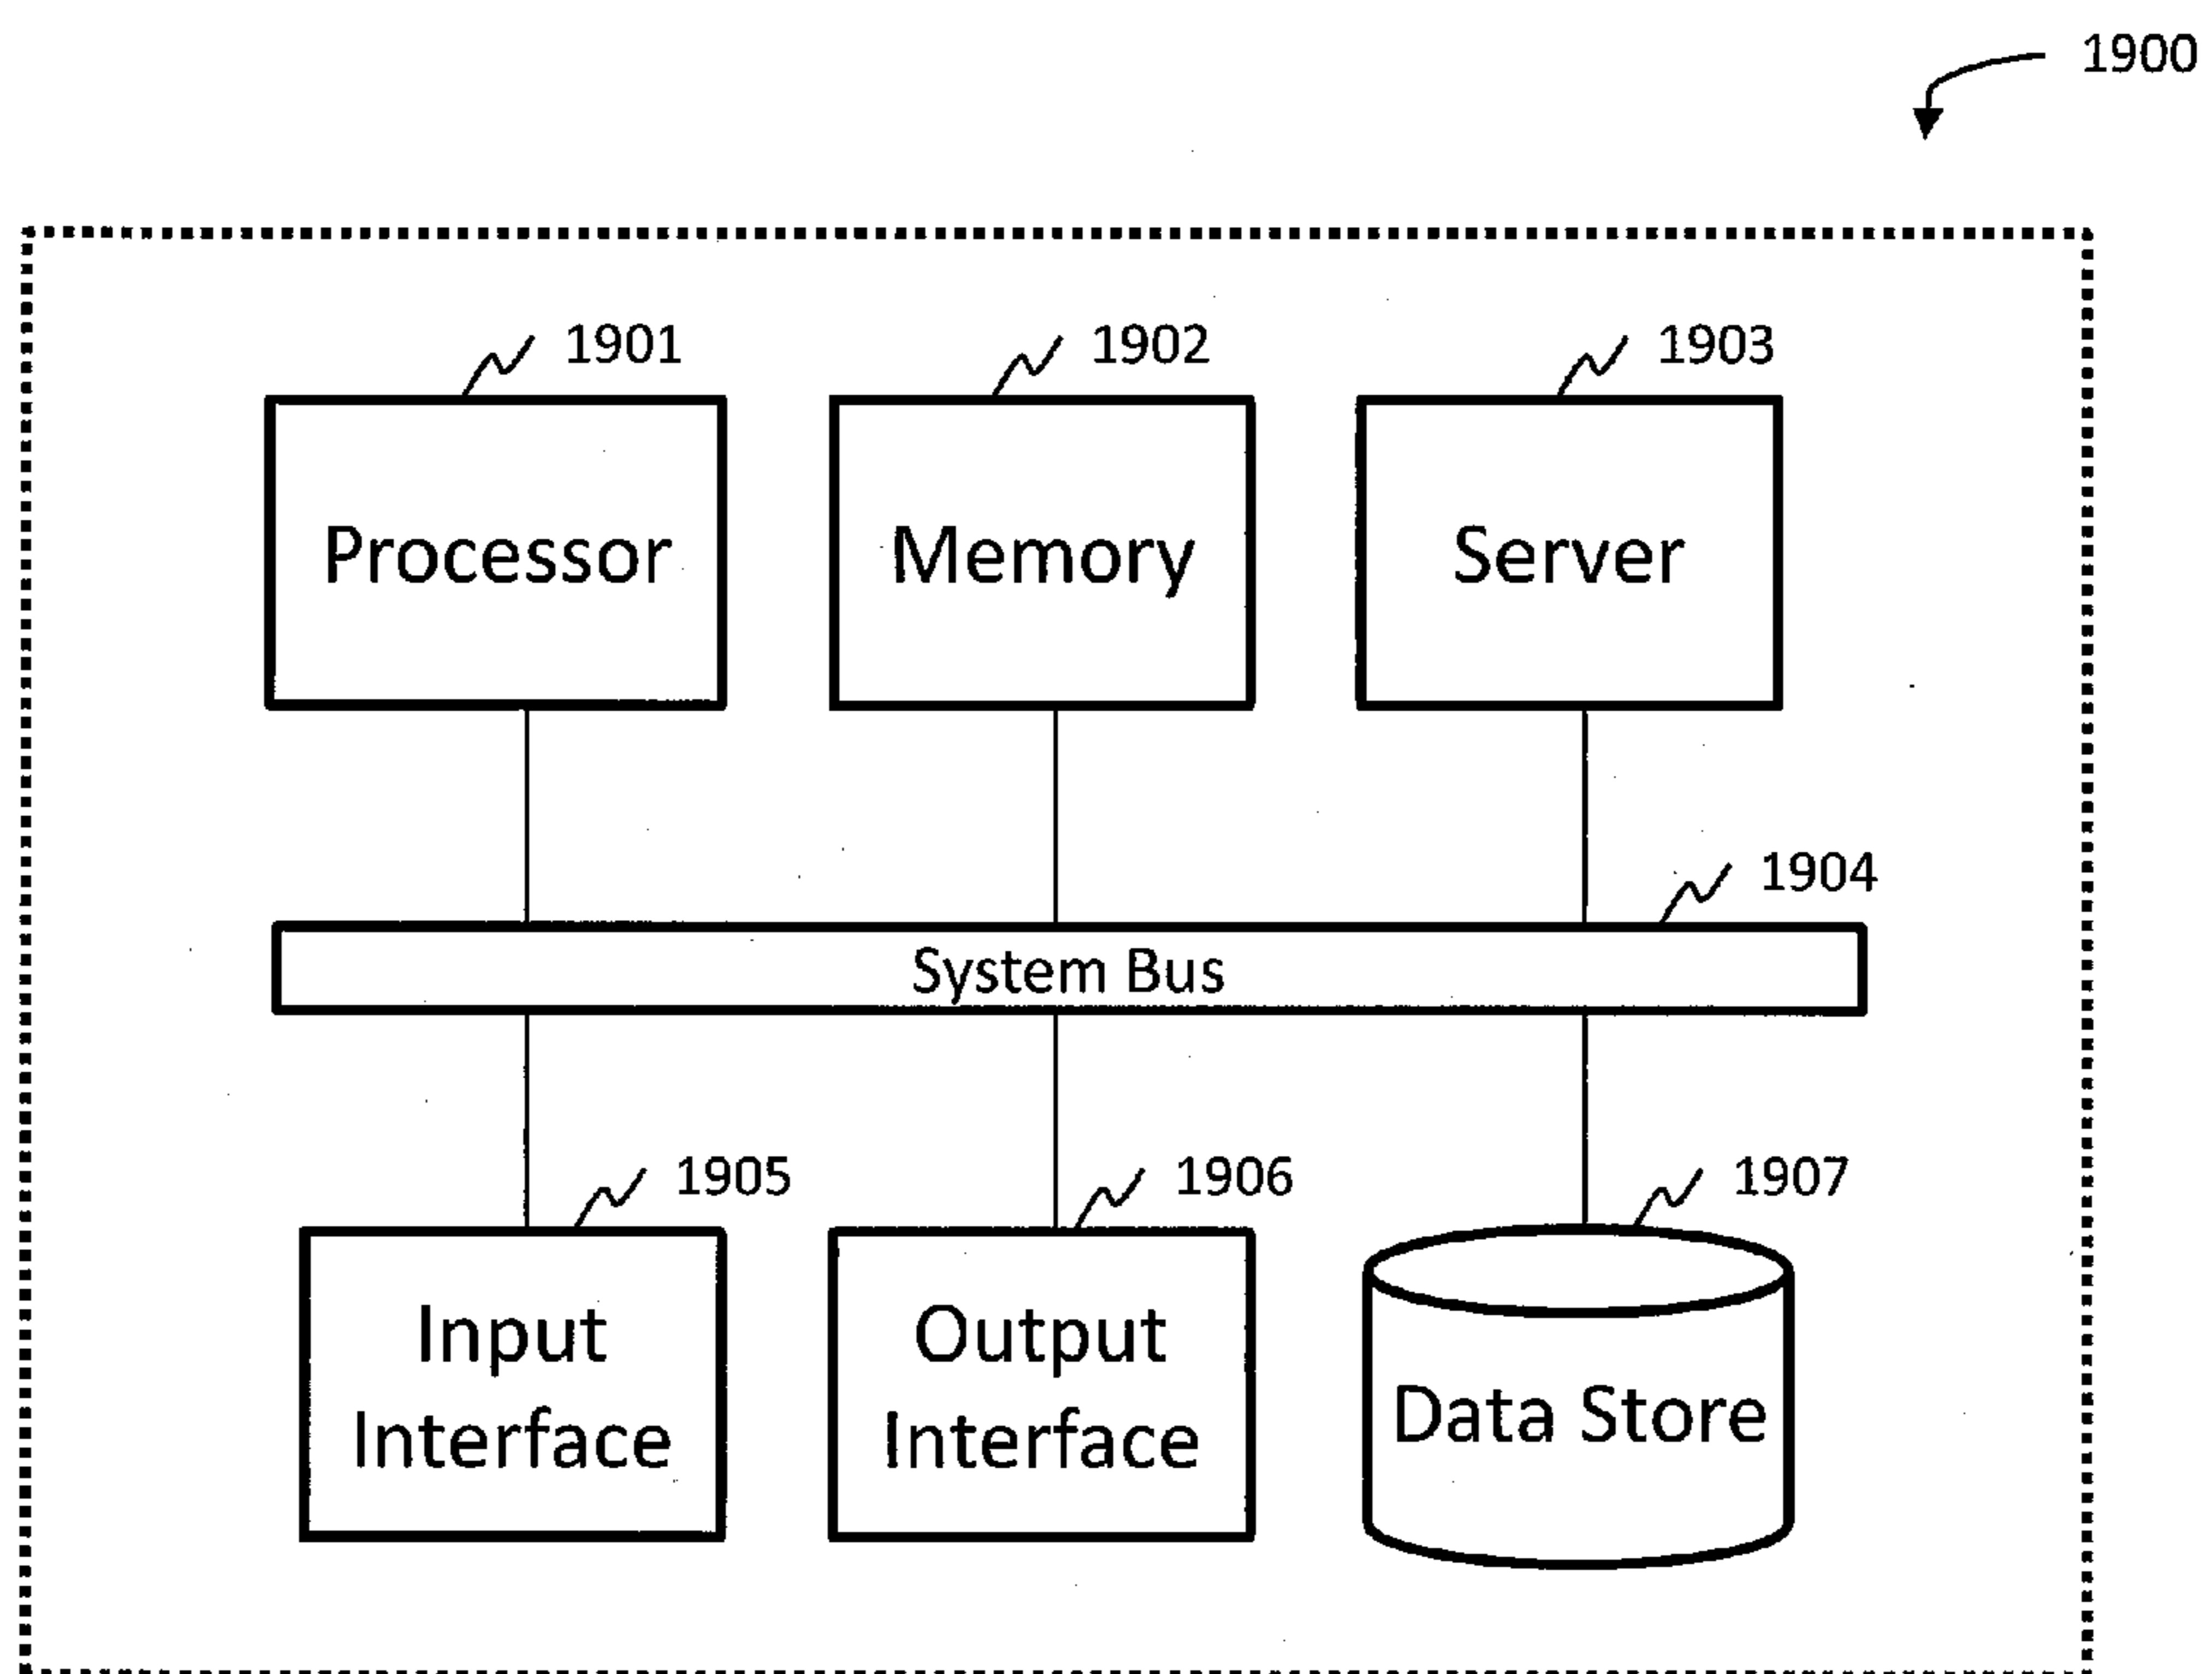 1900
1901
1902
1903
Processor
Memory
Server
1904
System Bus
1905
1906
1907
Input
Interface
Output
Interface
Data Store